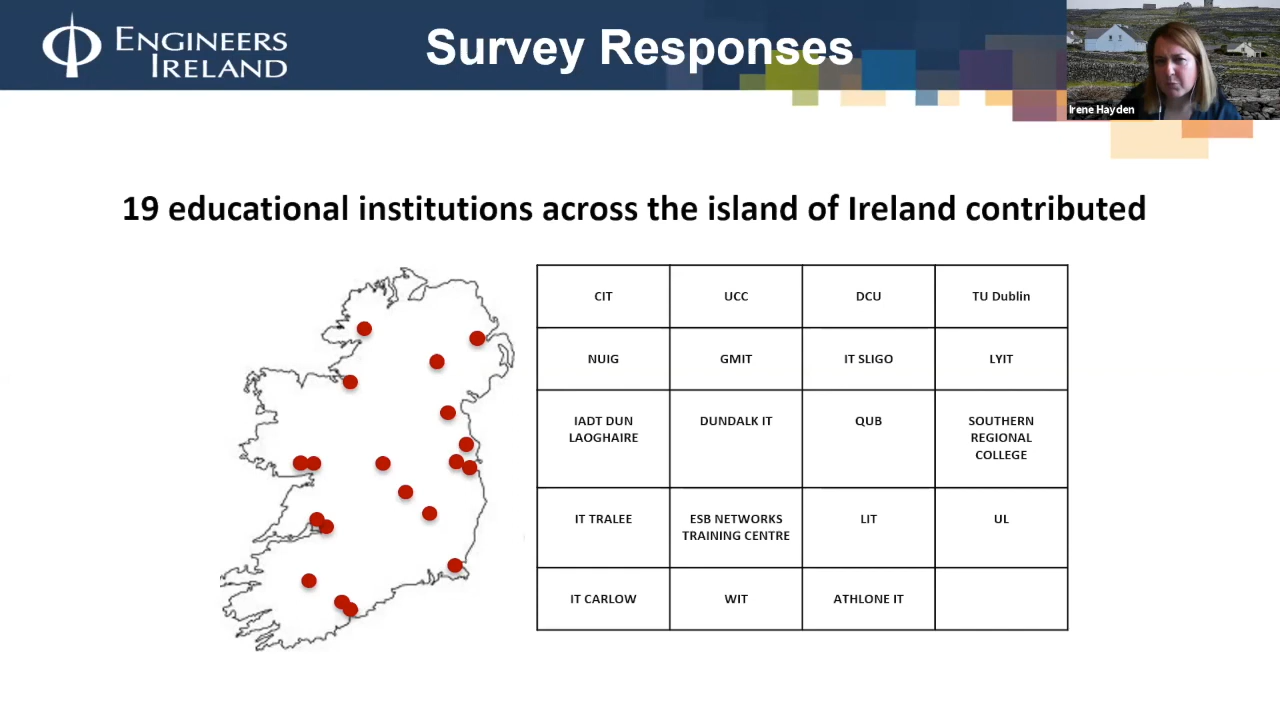 ENGINEERS
IRELAND
Survey Responses
Irene Hayden
19 educational institutions across the island of Ireland contributed
CIT
UCC
DCU
TU Dublin
NUIG
GMIT
IT SLIGO
LYIT
IADT DUN
LAOGHAIRE
DUNDALK IT
QUB
SOUTHERN
REGIONAL
COLLEGE
IT TRALEE
ESB NETWORKS
TRAINING CENTRE
LIT
UL
IT CARLOW
WIT
ATHLONE IT